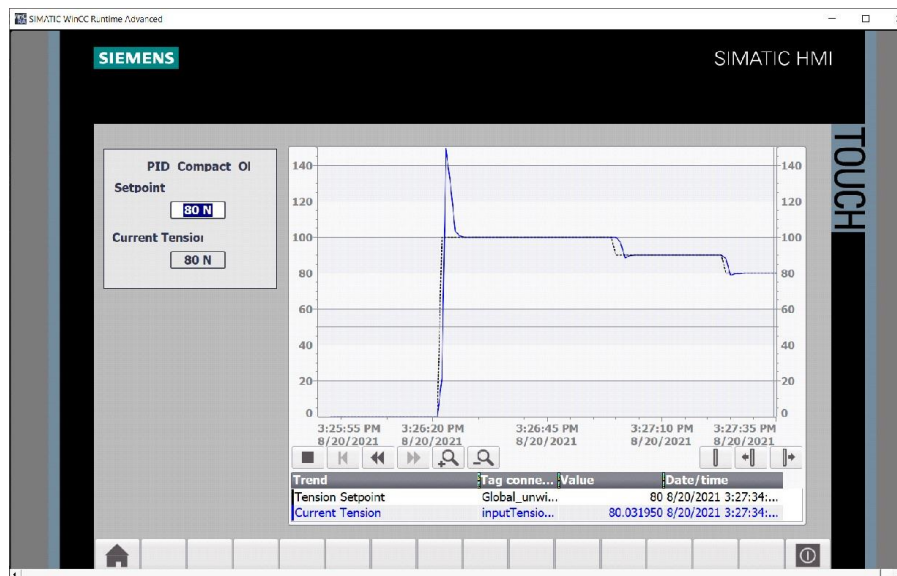 SIMATIC WinCC Runtime Advanced
SIEMENS
SIMATIC HMI
TOUCH
PID_Compact_OI
Setpoint
80 N
Current Tension
80 N
140 140
120 120
100 100
80 80
60 60
40 40
20 20
0 0
3:25:55 PM 3:26:20 PM 3:26:45 PM 3:27:10 PM 3:27:35 PM
8/20/2021 8/20/2021 8/20/2021 8/20/2021 8/20/2021
Trend Tag conne... Value Date/time
Tension Setpoint Global_unwi... 80 8/20/2021 3:27:34:...
Current Tension inputTensio... 80.031950 8/20/2021 3:27:34:...